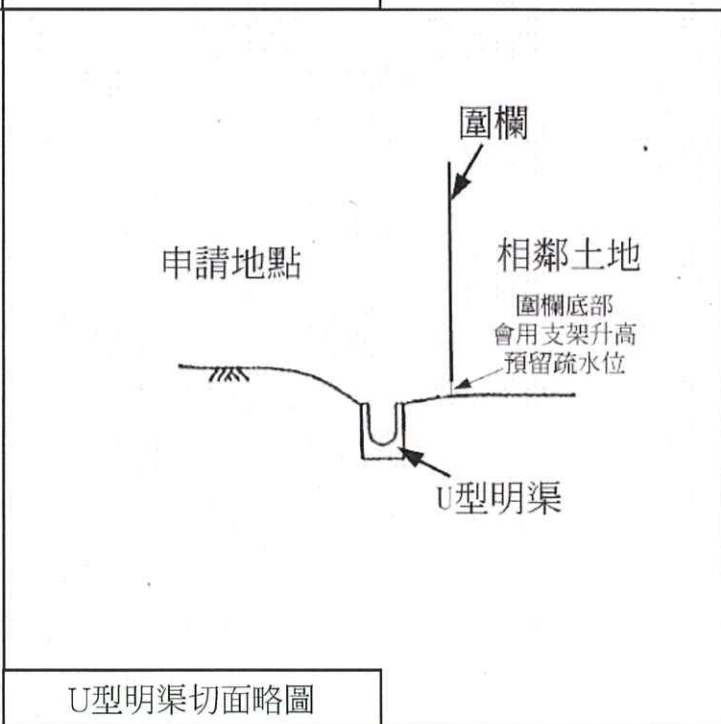 圍欄
申請地點
相鄰土地
圍欄底部
會用支架升高
預留疏水位
U型明渠
U型明渠切面略圖